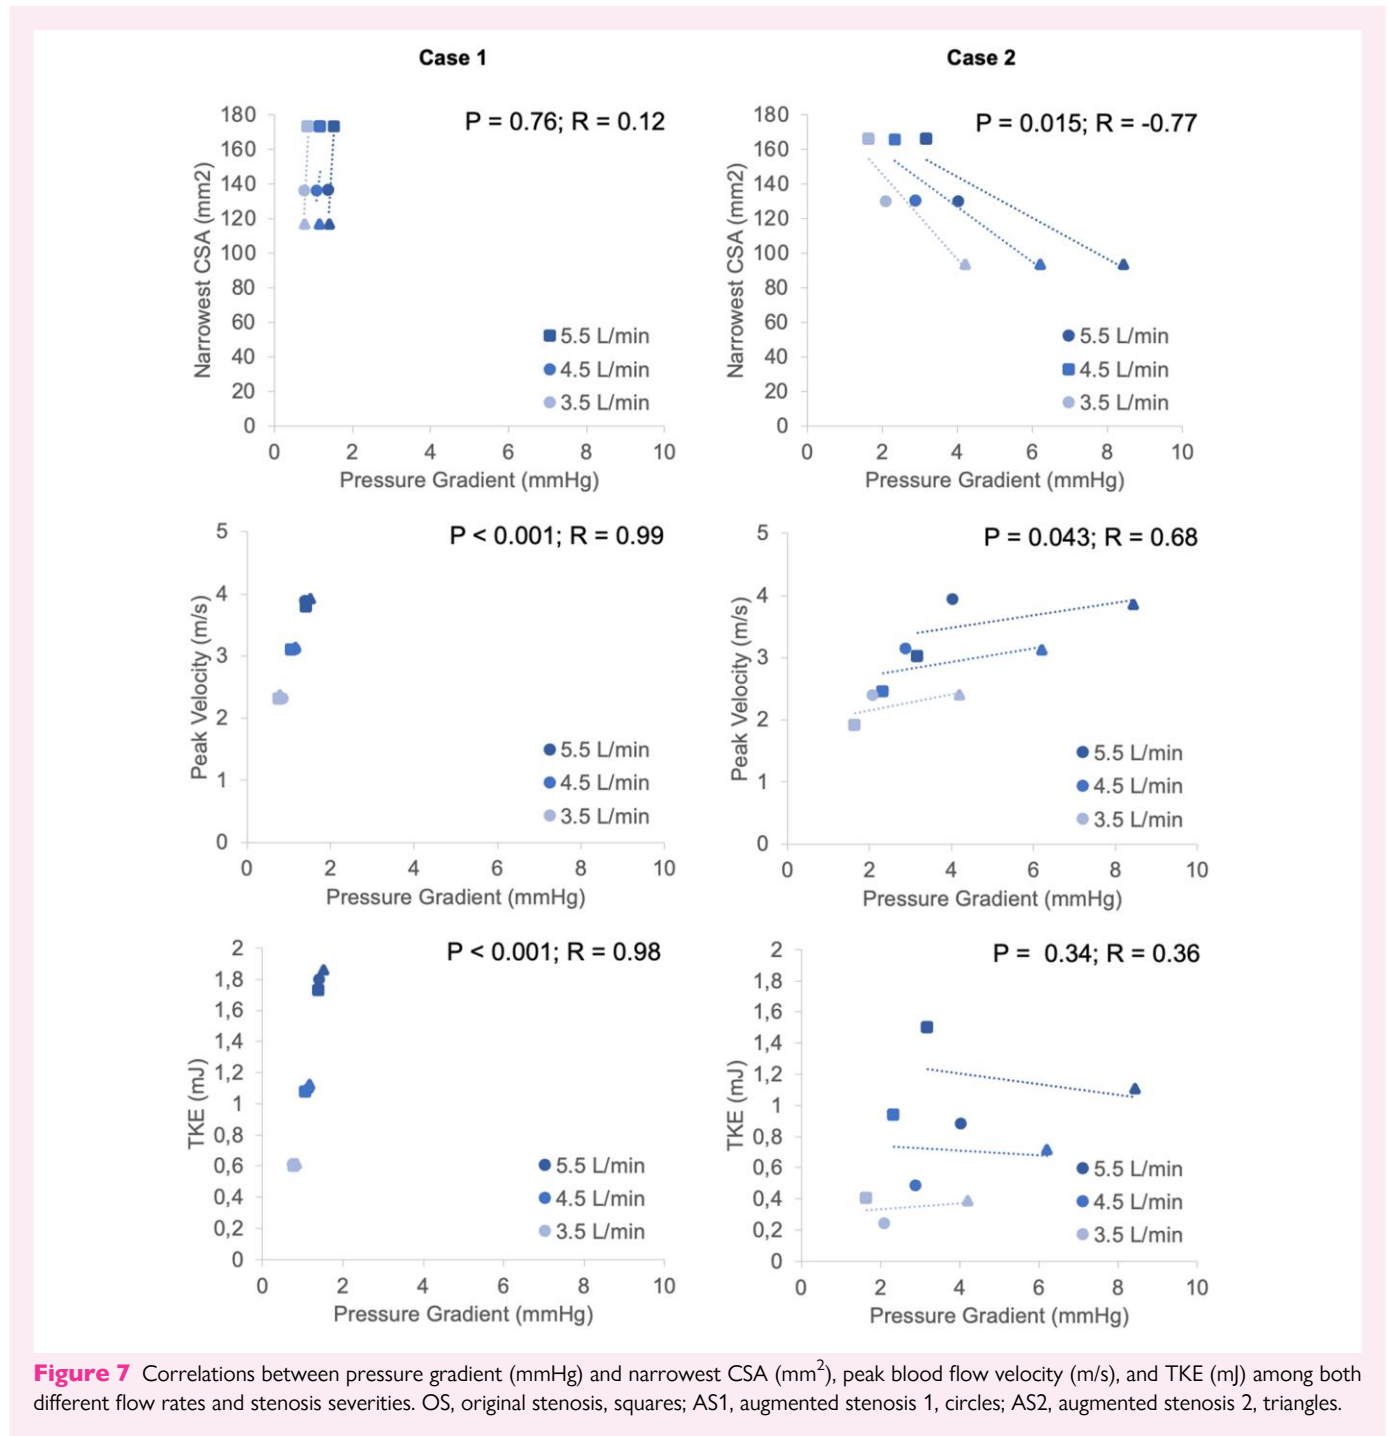 Case 1
Case 2
P = 0.76; R = 0.12
180
160
140
120
100
80
60
40
20
0
Narrowest CSA (mm2)
5.5 L/min
4.5 L/min
3.5 L/min
0 2 4 6 8 10
Pressure Gradient (mmHg)
P = 0.015; R = -0.77
180
160
140
120
100
80
60
40
20
0
Narrowest CSA (mm2)
5.5 L/min
4.5 L/min
3.5 L/min
0 2 4 6 8 10
Pressure Gradient (mmHg)
P < 0.001; R = 0.99
5
4
3
2
1
0
Peak Velocity (m/s)
5.5 L/min
4.5 L/min
3.5 L/min
0 2 4 6 8 10
Pressure Gradient (mmHg)
P = 0.043; R = 0.68
5
4
3
2
1
0
Peak Velocity (m/s)
5.5 L/min
4.5 L/min
3.5 L/min
0 2 4 6 8 10
Pressure Gradient (mmHg)
P < 0.001; R = 0.98
2
1,8
1,6
1,4
1,2
1
0,8
0,6
0,4
0,2
0
TKE (mJ)
5.5 L/min
4.5 L/min
3.5 L/min
0 2 4 6 8 10
Pressure Gradient (mmHg)
P = 0.34; R = 0.36
2
1,8
1,6
1,4
1,2
1
0,8
0,6
0,4
0,2
0
TKE (mJ)
5.5 L/min
4.5 L/min
3.5 L/min
0 2 4 6 8 10
Pressure Gradient (mmHg)
Figure 7 Correlations between pressure gradient (mmHg) and narrowest CSA (mm²), peak blood flow velocity (m/s), and TKE (mJ) among both
different flow rates and stenosis severities. OS, original stenosis, squares; AS1, augmented stenosis 1, circles; AS2, augmented stenosis 2, triangles.